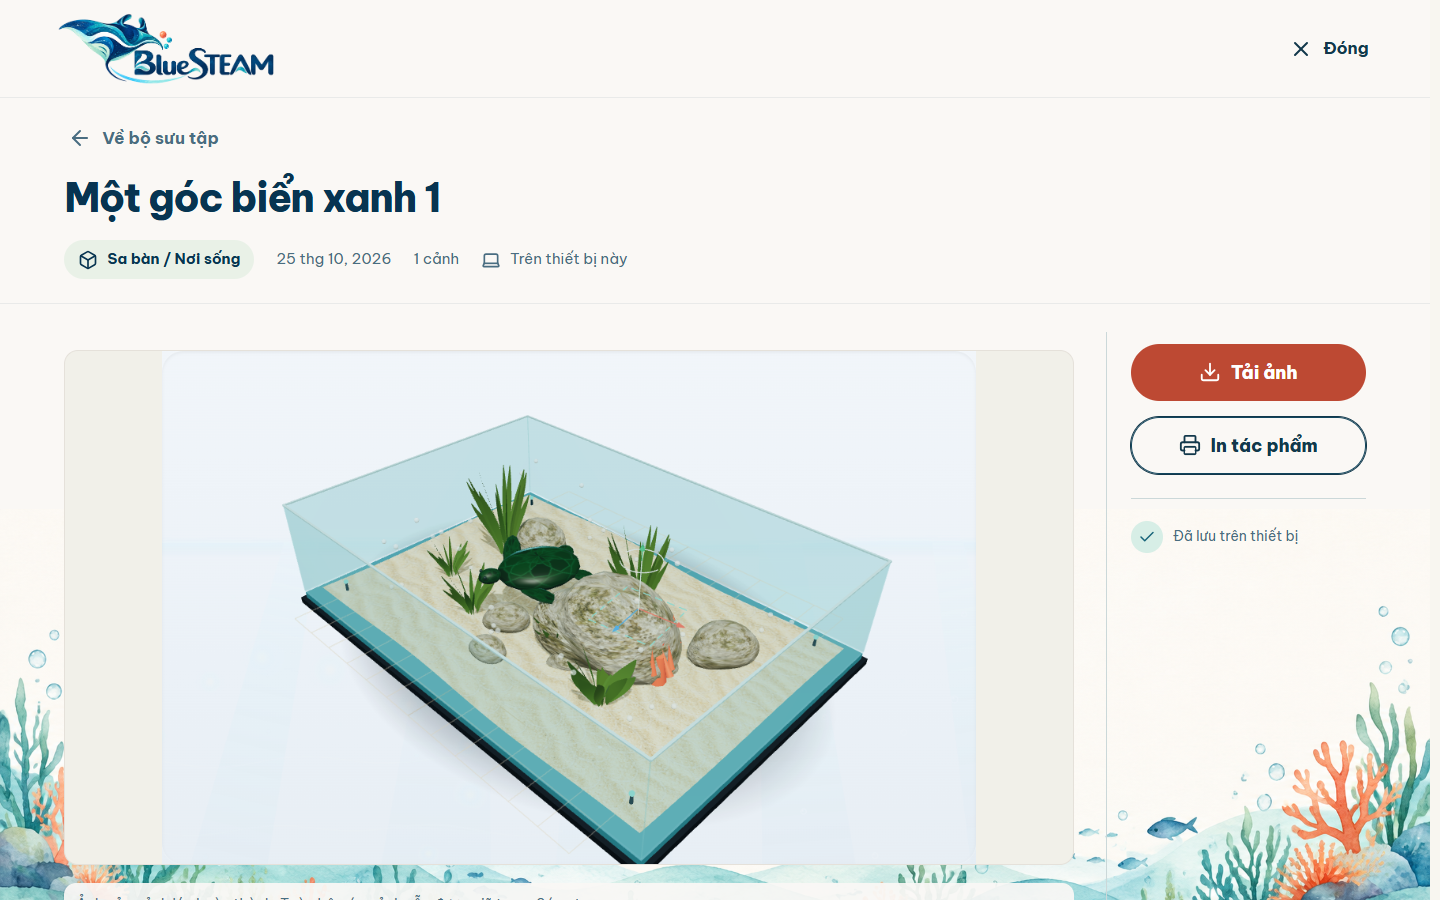 BlueSTEAM
Đóng
Về bộ sưu tập
Một góc biển xanh 1
Sa bàn / Nơi sống
25 thg 10, 2026
1 cảnh
Trên thiết bị này
Tải ảnh
In tác phẩm
Đã lưu trên thiết bị